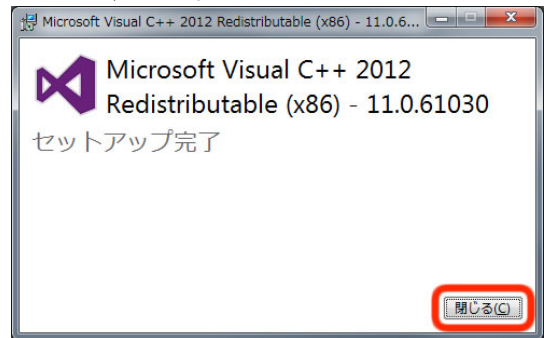 Microsoft Visual C++ 2012 Redistributable (x86) - 11.0.6...
Microsoft Visual C++ 2012
Redistributable (x86) - 11.0.61030
セットアップ完了
閉じる(C)